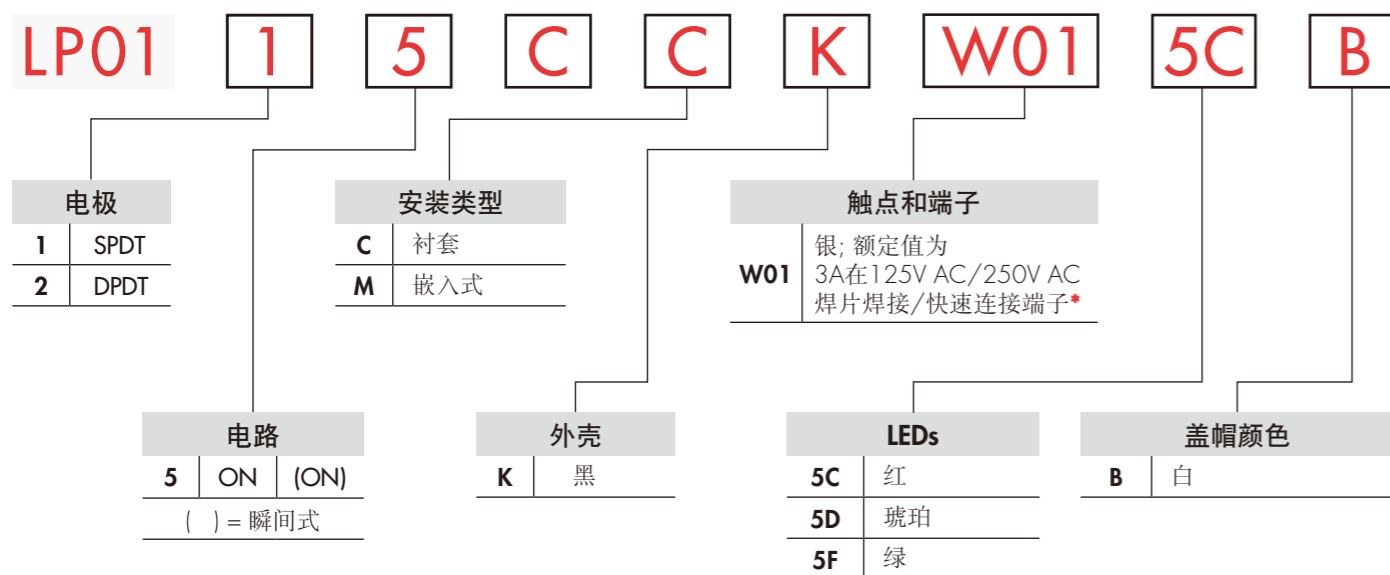 LP01 1 5 C C K W01 5C B
电极
1 SPDT
2 DPDT
安装类型
C 衬套
M 嵌入式
触点和端子
W01 银; 额定值为
3A在125V AC/250V AC
焊片焊接/快速连接端子*
电路
5 ON (ON)
( ) = 瞬间式
外壳
K 黑
LEDs
5C 红
5D 琥珀
5F 绿
盖帽颜色
B 白